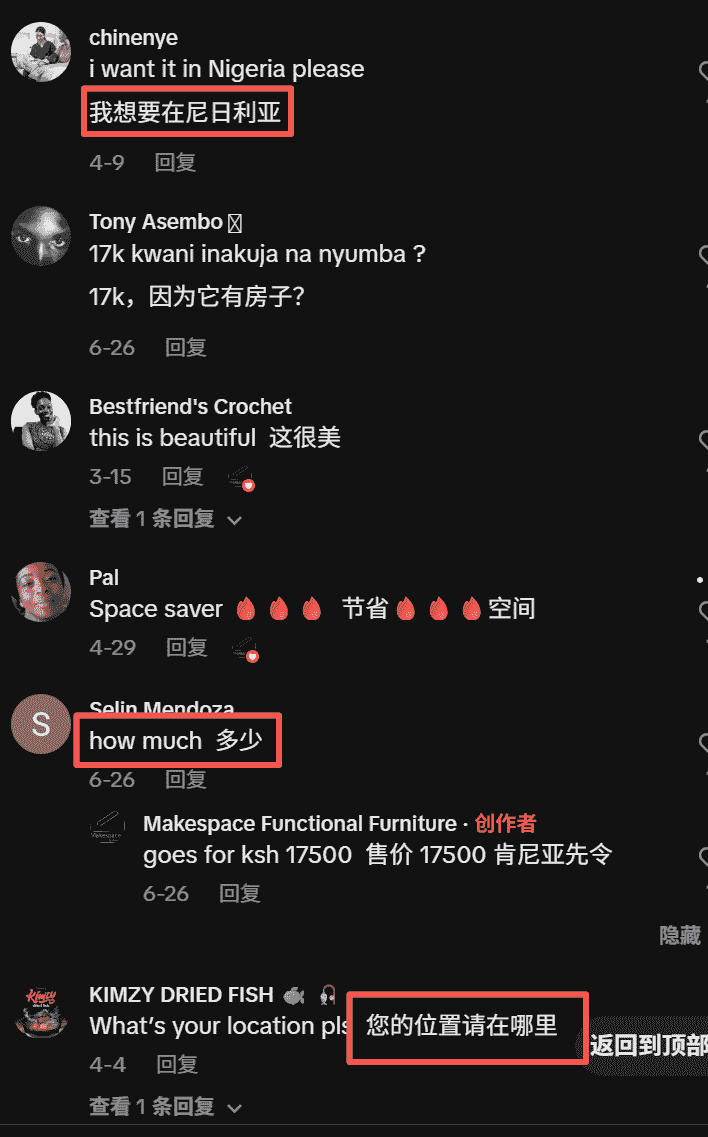 chinenye
i want it in Nigeria please
我想要在尼日利亚
4-9 回复
Tony Asembo
17k kwani inakuja na nyumba ?
17k，因为它有房子？
6-26 回复
Bestfriend's Crochet
this is beautiful 这很美
3-15 回复
查看 1 条回复
Pal
Space saver 🔥🔥🔥 节省🔥🔥🔥空间
4-29 回复
S
Selin Mendoza
how much 多少
6-26 回复
Makespace Functional Furniture · 创作者
goes for ksh 17500 售价 17500 肯尼亚先令
6-26 回复
隐藏
KIMZY DRIED FISH 🐟 🎣
What's your location pls 您的位置请在哪里
返回到顶部
4-4 回复
查看 1 条回复